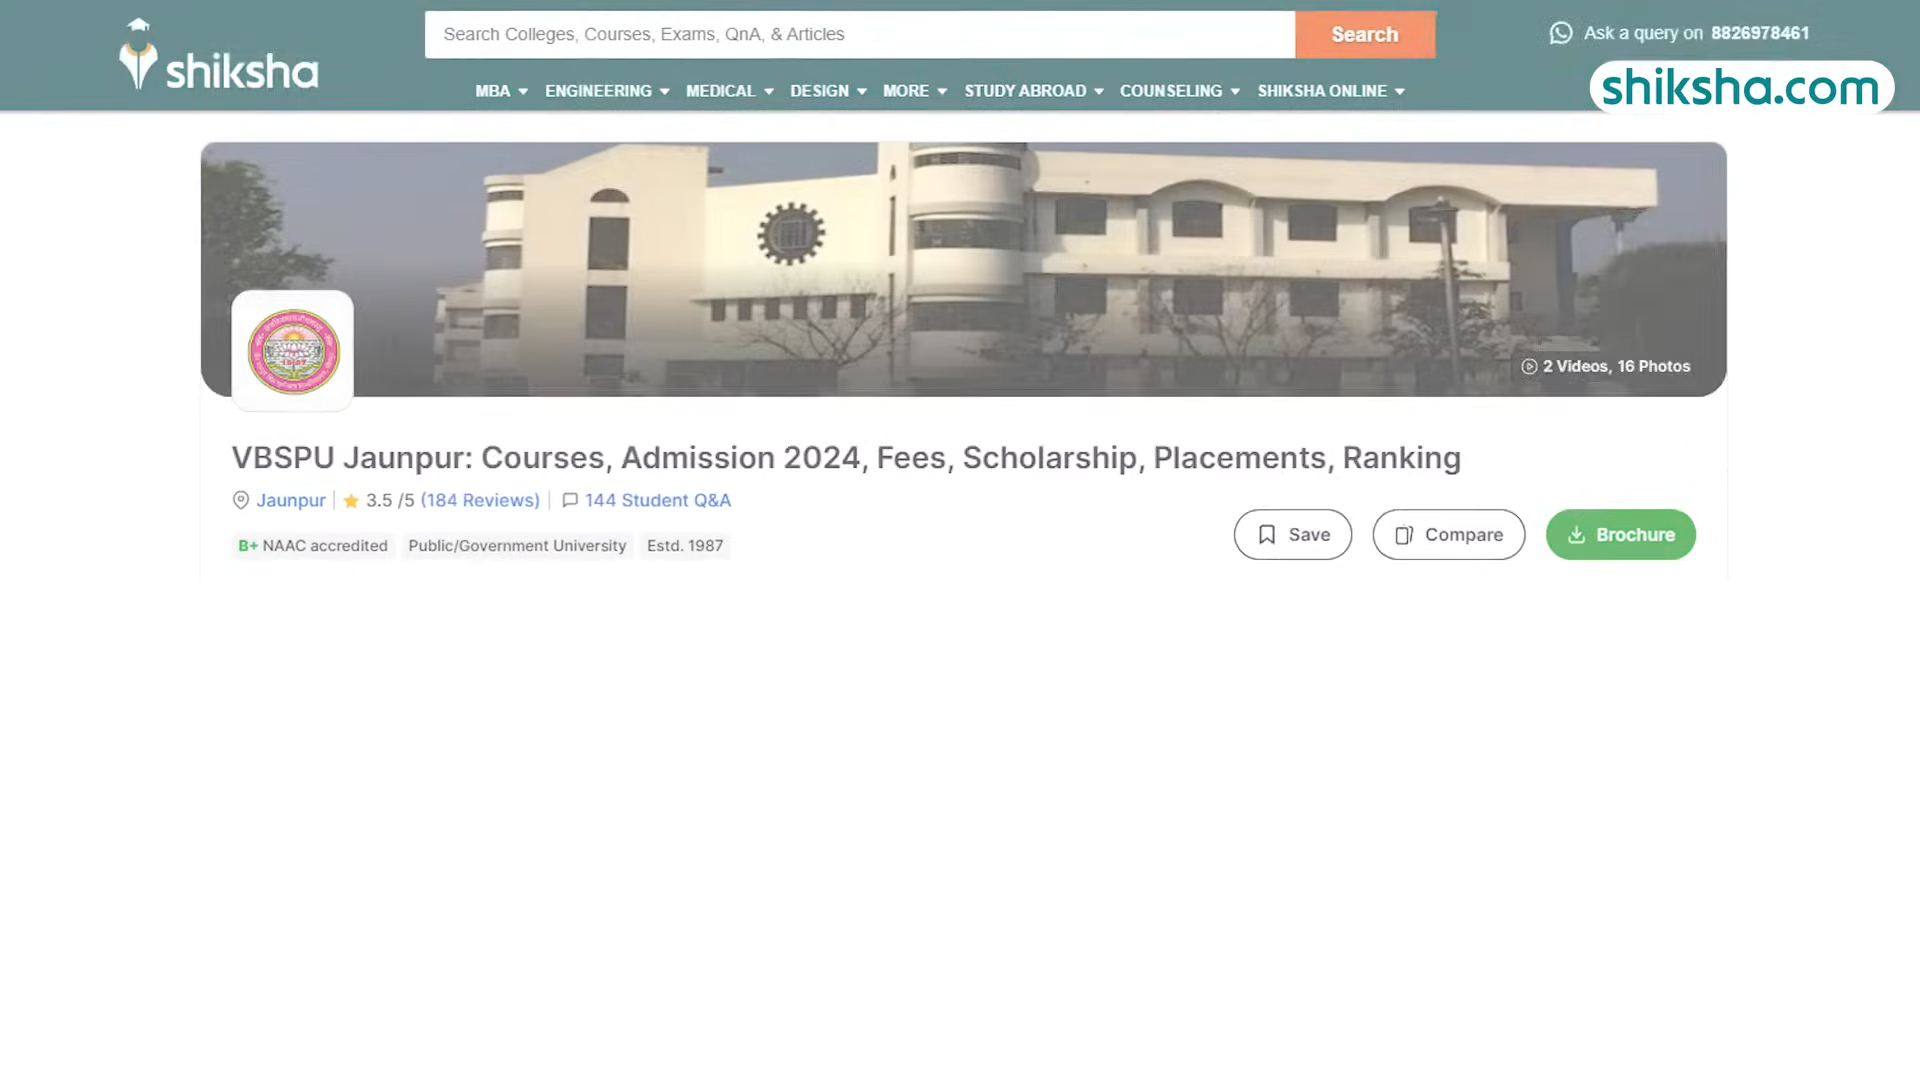 shiksha
Search Colleges, Courses, Exams, QnA, & Articles
Search
Ask a query on 8826978461
shiksha.com
MBA
ENGINEERING
MEDICAL
DESIGN
MORE
STUDY ABROAD
COUNSELING
SHIKSHA ONLINE
2 Videos, 16 Photos
VBSPU Jaunpur: Courses, Admission 2024, Fees, Scholarship, Placements, Ranking
Jaunpur
3.5 /5 (184 Reviews)
144 Student Q&A
B+ NAAC accredited
Public/Government University
Estd. 1987
Save
Compare
Brochure